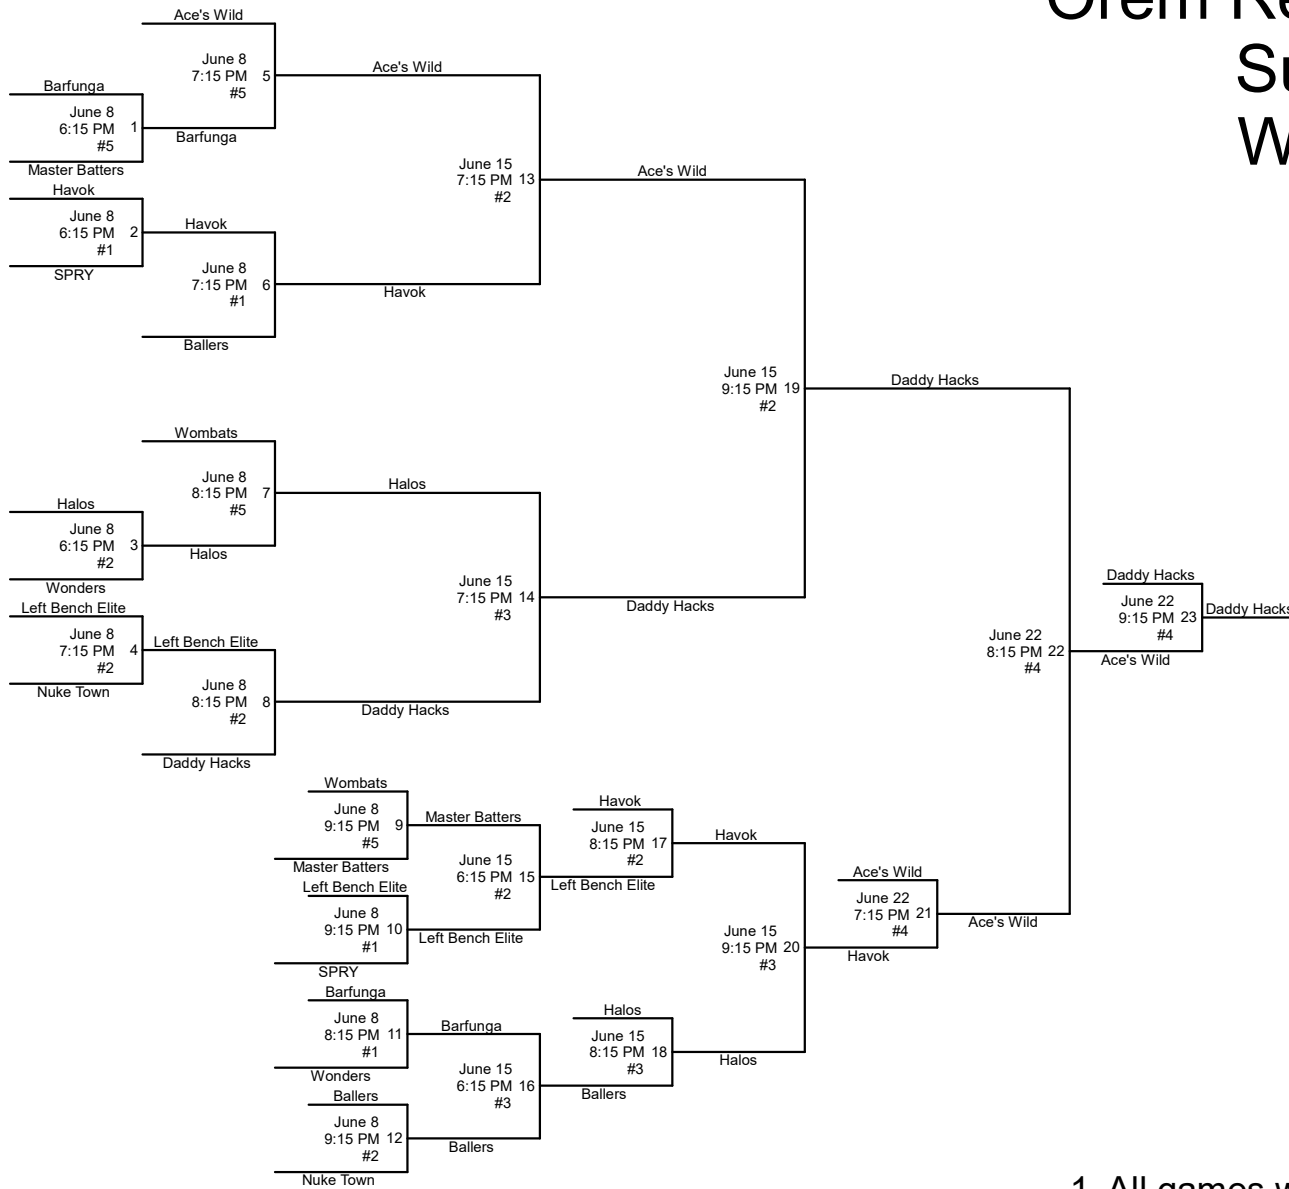 Orem
Ace's Wild
June 8
7:15 PM 5
#5
Ace's Wild
Barfunga
June 8
6:15 PM 1
#5
Barfunga
Master Batters
Havok
June 8
6:15 PM 2
#1
SPRY
Havok
June 8
7:15 PM 6
#1
Havok
Ballers
June 15
7:15 PM 13
#2
Ace's Wild
Wombats
June 8
8:15 PM 7
#5
Halos
Halos
June 8
6:15 PM 3
#2
Halos
Wonders
Left Bench Elite
June 8
7:15 PM 4
#2
Nuke Town
Left Bench Elite
June 8
8:15 PM 8
#2
Daddy Hacks
Daddy Hacks
June 15
7:15 PM 14
#3
Daddy Hacks
June 15
9:15 PM 19
#2
Daddy Hacks
Wombats
June 8
9:15 PM 9
#5
Master Batters
Master Batters
Left Bench Elite
June 8
9:15 PM 10
#1
Left Bench Elite
SPRY
June 15
6:15 PM 15
#2
Left Bench Elite
Havok
June 15
8:15 PM 17
#2
Havok
Barfunga
June 8
8:15 PM 11
#1
Barfunga
Wonders
Ballers
June 8
9:15 PM 12
#2
Ballers
Nuke Town
June 15
6:15 PM 16
#3
Ballers
Halos
June 15
8:15 PM 18
#3
Halos
June 15
9:15 PM 20
#3
Havok
Ace's Wild
June 22
7:15 PM 21
#4
Ace's Wild
June 22
8:15 PM 22
#4
Ace's Wild
Daddy Hacks
June 22
9:15 PM 23
#4
Daddy Hacks
1. All games